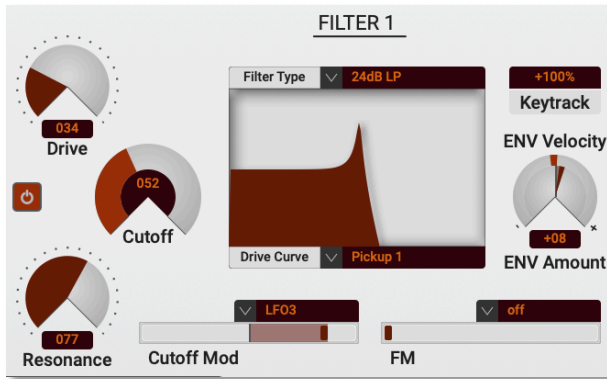 FILTER 1
Filter Type 24dB LP
+100%
Keytrack
034
Drive
ENV Velocity
052
Cutoff
- +
+08
Drive Curve Pickup 1
ENV Amount
LFO3
off
077
Resonance
Cutoff Mod
FM